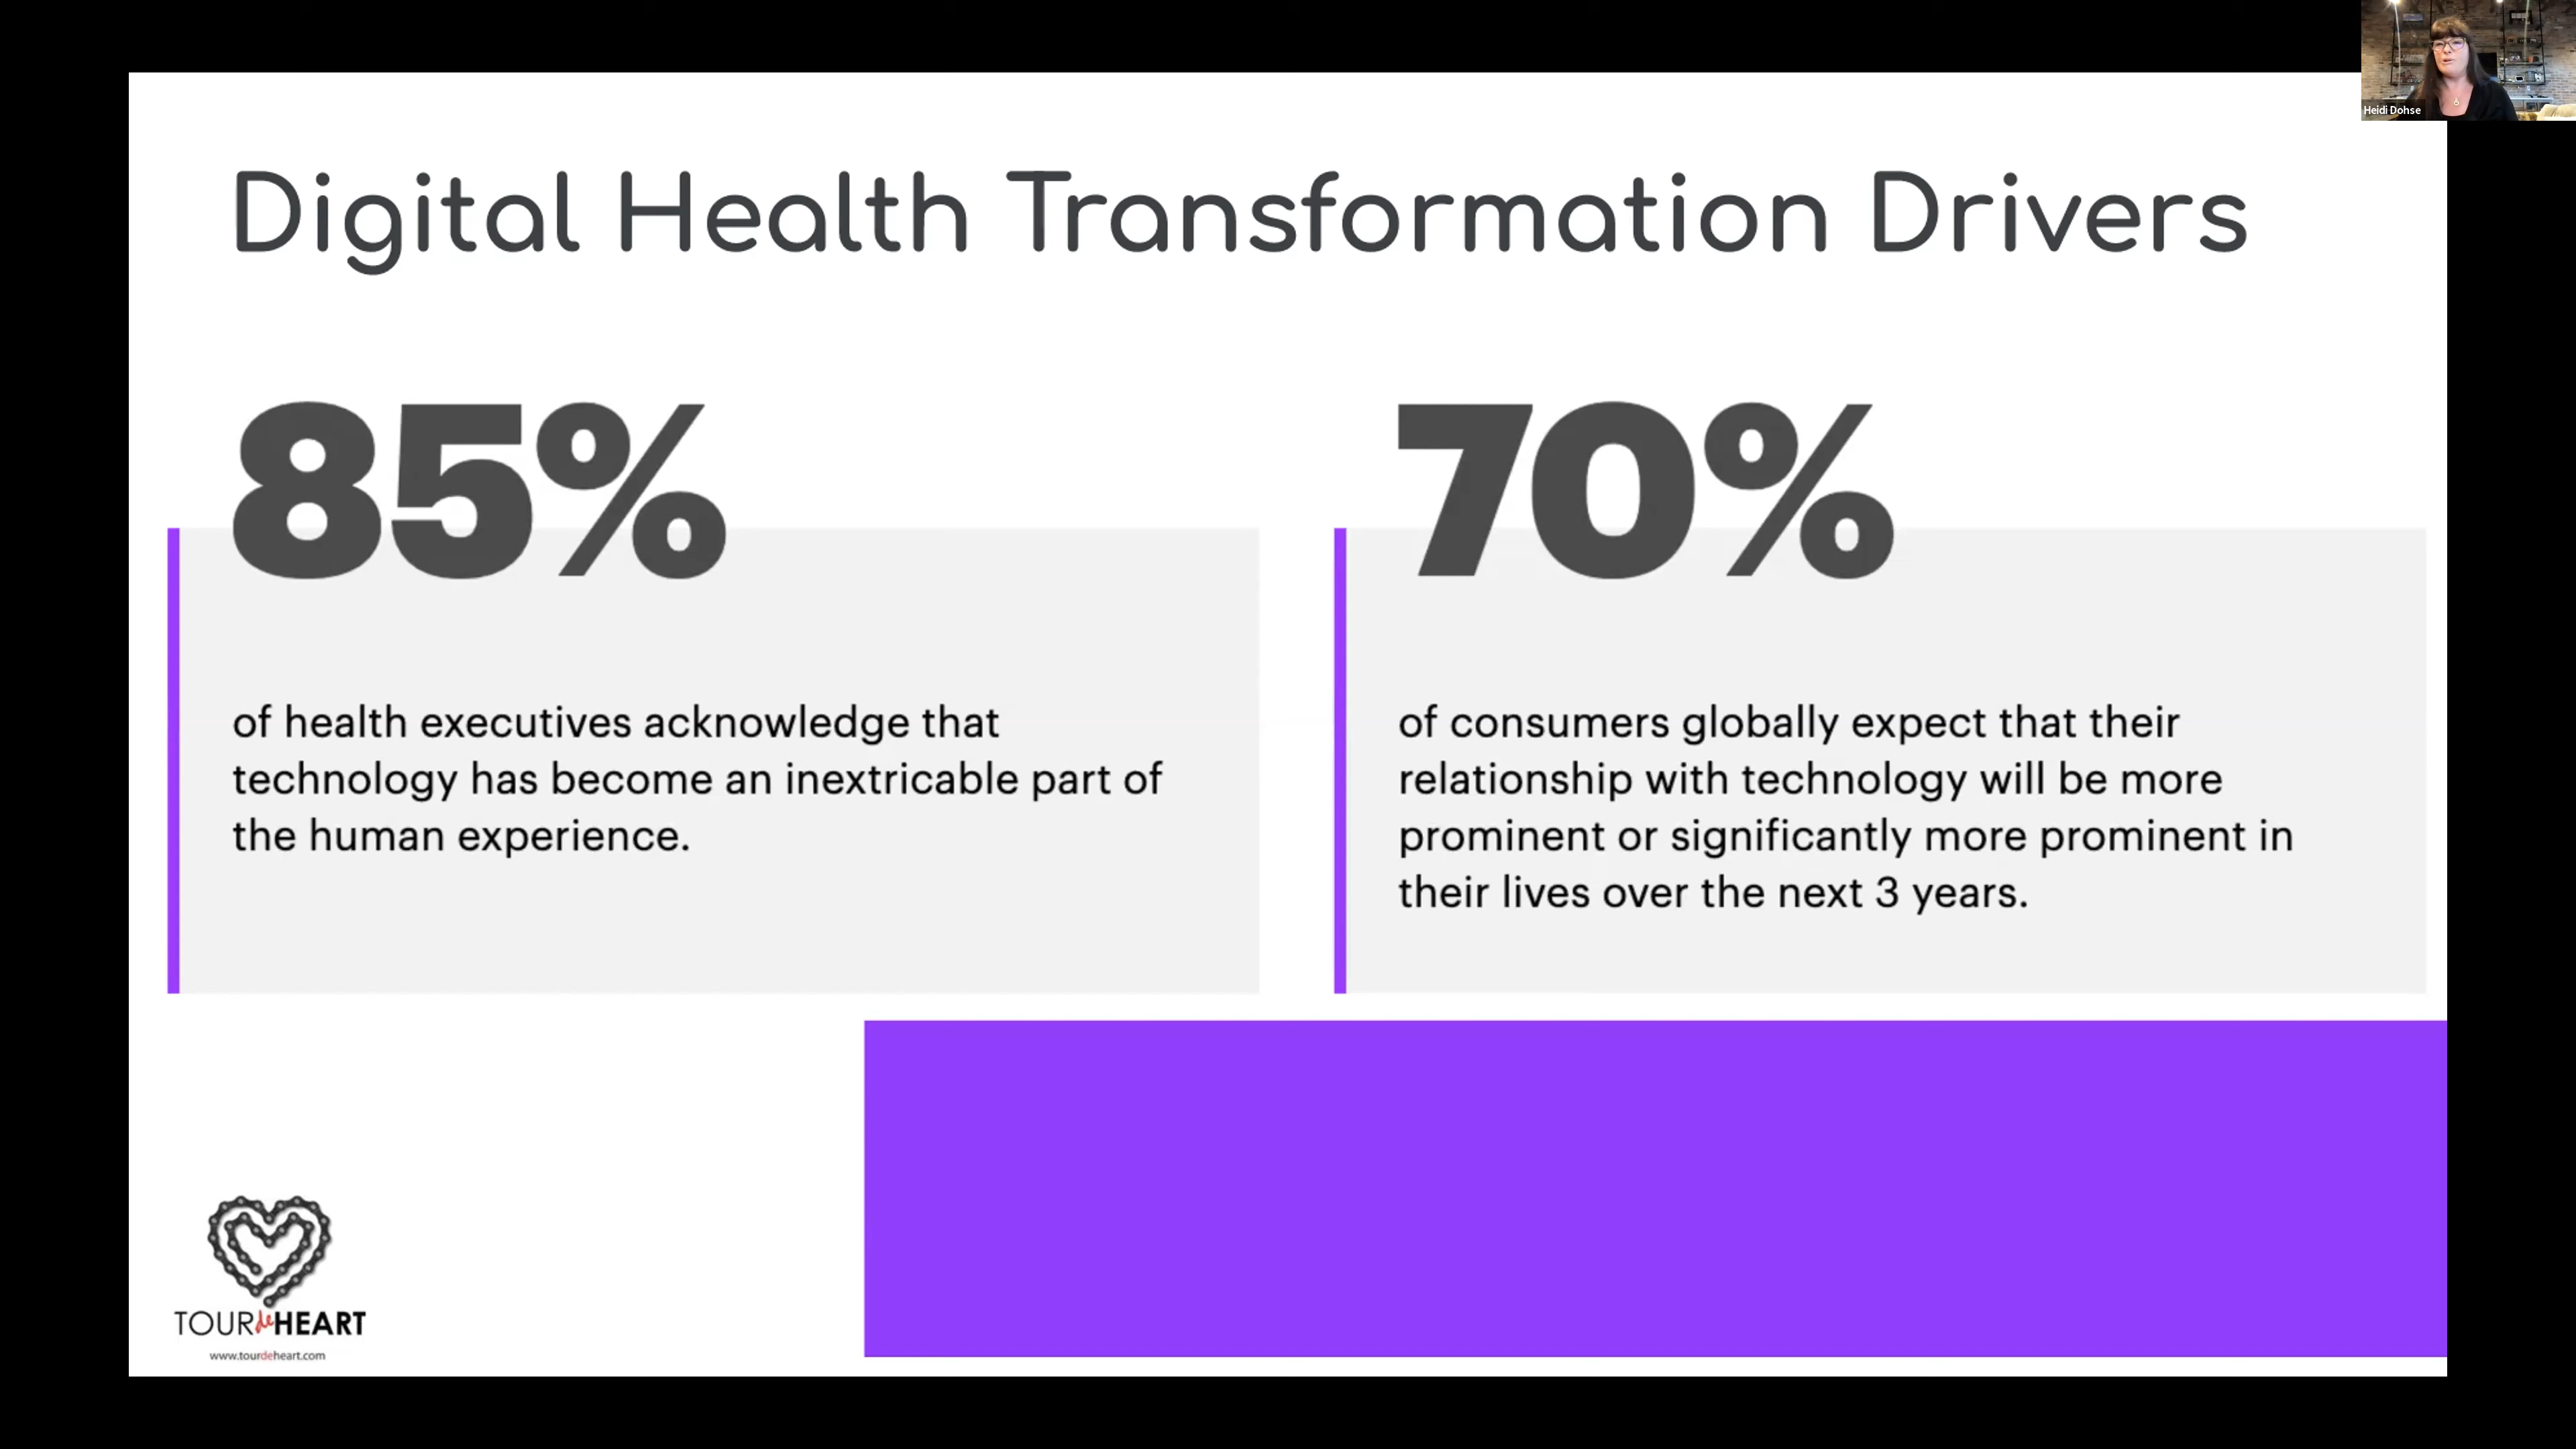 Heidi Dohse
Digital Health Transformation Drivers
85%
of health executives acknowledge that
technology has become an inextricable part of
the human experience.
70%
of consumers globally expect that their
relationship with technology will be more
prominent or significantly more prominent in
their lives over the next 3 years.
TOUR de HEART
www.tourdeheart.com